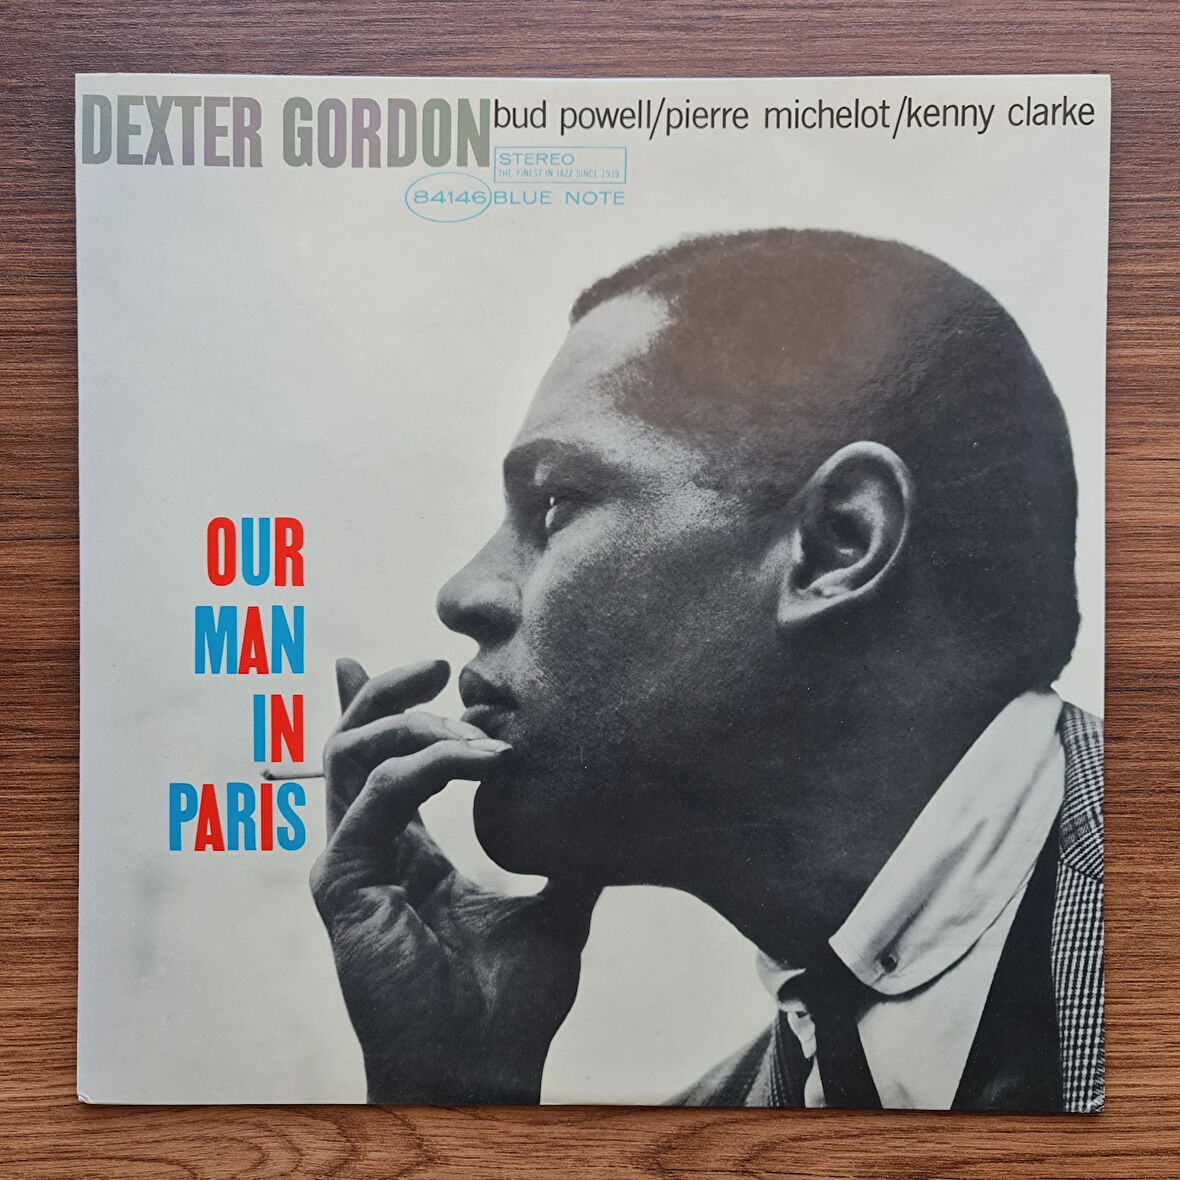 DEXTER GORDON bud powell/pierre michelot/kenny clarke
STEREO
THE FINEST IN JAZZ SINCE 1939
84146 BLUE NOTE
OUR
MAN
IN
PARIS